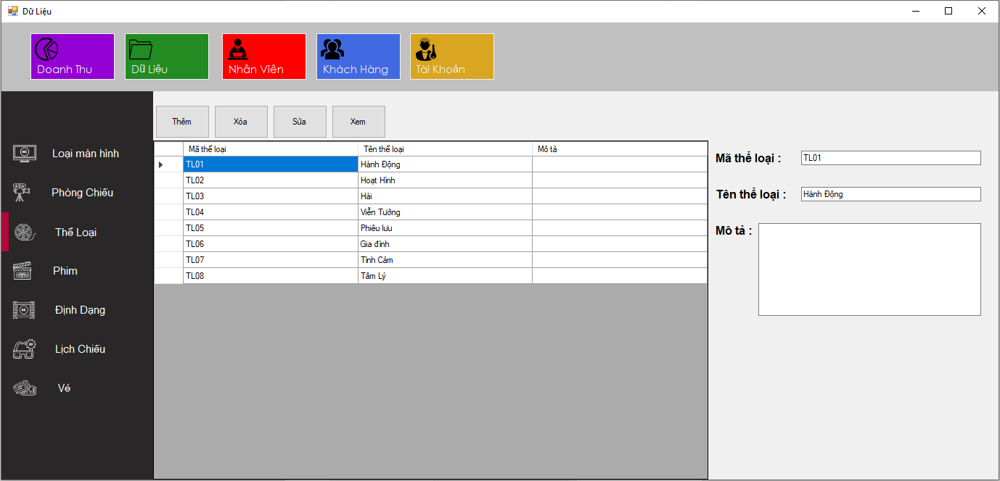 Dữ Liệu
Doanh Thu
Dữ Liệu
Nhân Viên
Khách Hàng
Tài Khoản
Loại màn hình
Phòng Chiếu
Thể Loại
Phim
Định Dạng
Lịch Chiếu
Vé
Thêm Xóa Sửa Xem
Mã thể loại Tên thể loại Mô tả
TL01 Hành Động
TL02 Hoạt Hình
TL03 Hài
TL04 Viễn Tưởng
TL05 Phiêu lưu
TL06 Gia đình
TL07 Tình Cảm
TL08 Tâm Lý
Mã thể loại : TL01
Tên thể loại : Hành Động
Mô tả :